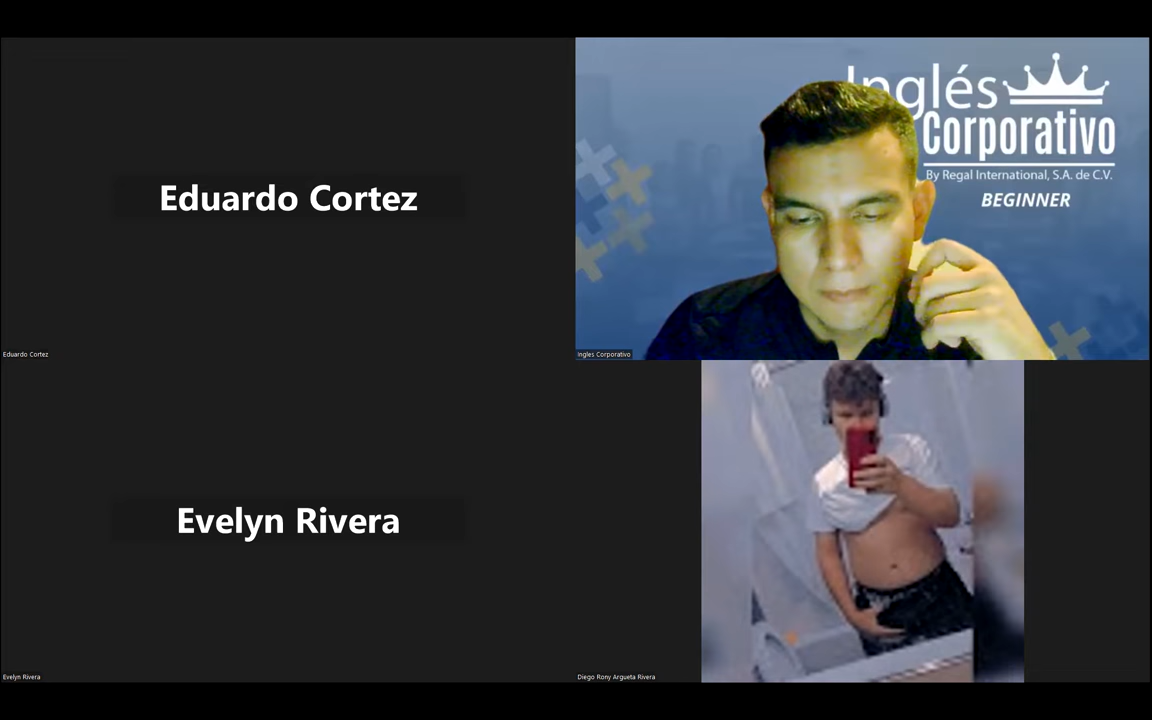 Eduardo Cortez
Eduardo Cortez
Inglés
Corporativo
By Regal International, S.A. de C.V.
BEGINNER
Ingles Corporativo
Evelyn Rivera
Evelyn Rivera
Diego Rony Argueta Rivera